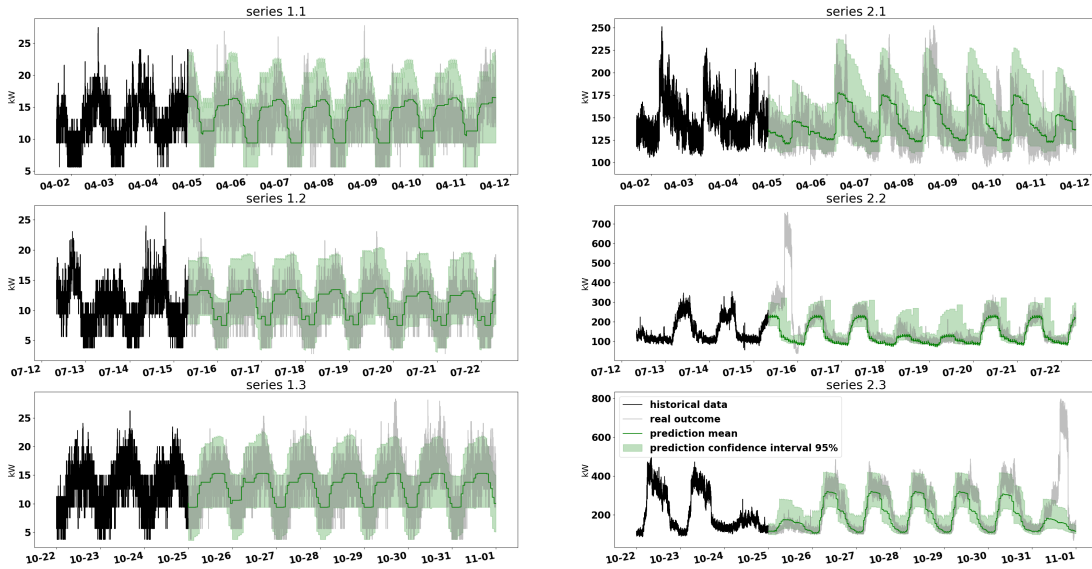 series 1.1
25
20
15
10
5
kW
04-02 04-03 04-04 04-05 04-06 04-07 04-08 04-09 04-10 04-11 04-12
series 2.1
250
225
200
175
150
125
100
kW
04-02 04-03 04-04 04-05 04-06 04-07 04-08 04-09 04-10 04-11 04-12
series 1.2
25
20
15
10
5
kW
07-12 07-13 07-14 07-15 07-16 07-17 07-18 07-19 07-20 07-21 07-22
series 2.2
700
600
500
400
300
200
100
kW
07-12 07-13 07-14 07-15 07-16 07-17 07-18 07-19 07-20 07-21 07-22
series 1.3
25
20
15
10
5
kW
10-22 10-23 10-24 10-25 10-26 10-27 10-28 10-29 10-30 10-31 11-01
series 2.3
800
600
400
200
kW
historical data
real outcome
prediction mean
prediction confidence interval 95%
10-22 10-23 10-24 10-25 10-26 10-27 10-28 10-29 10-30 10-31 11-01